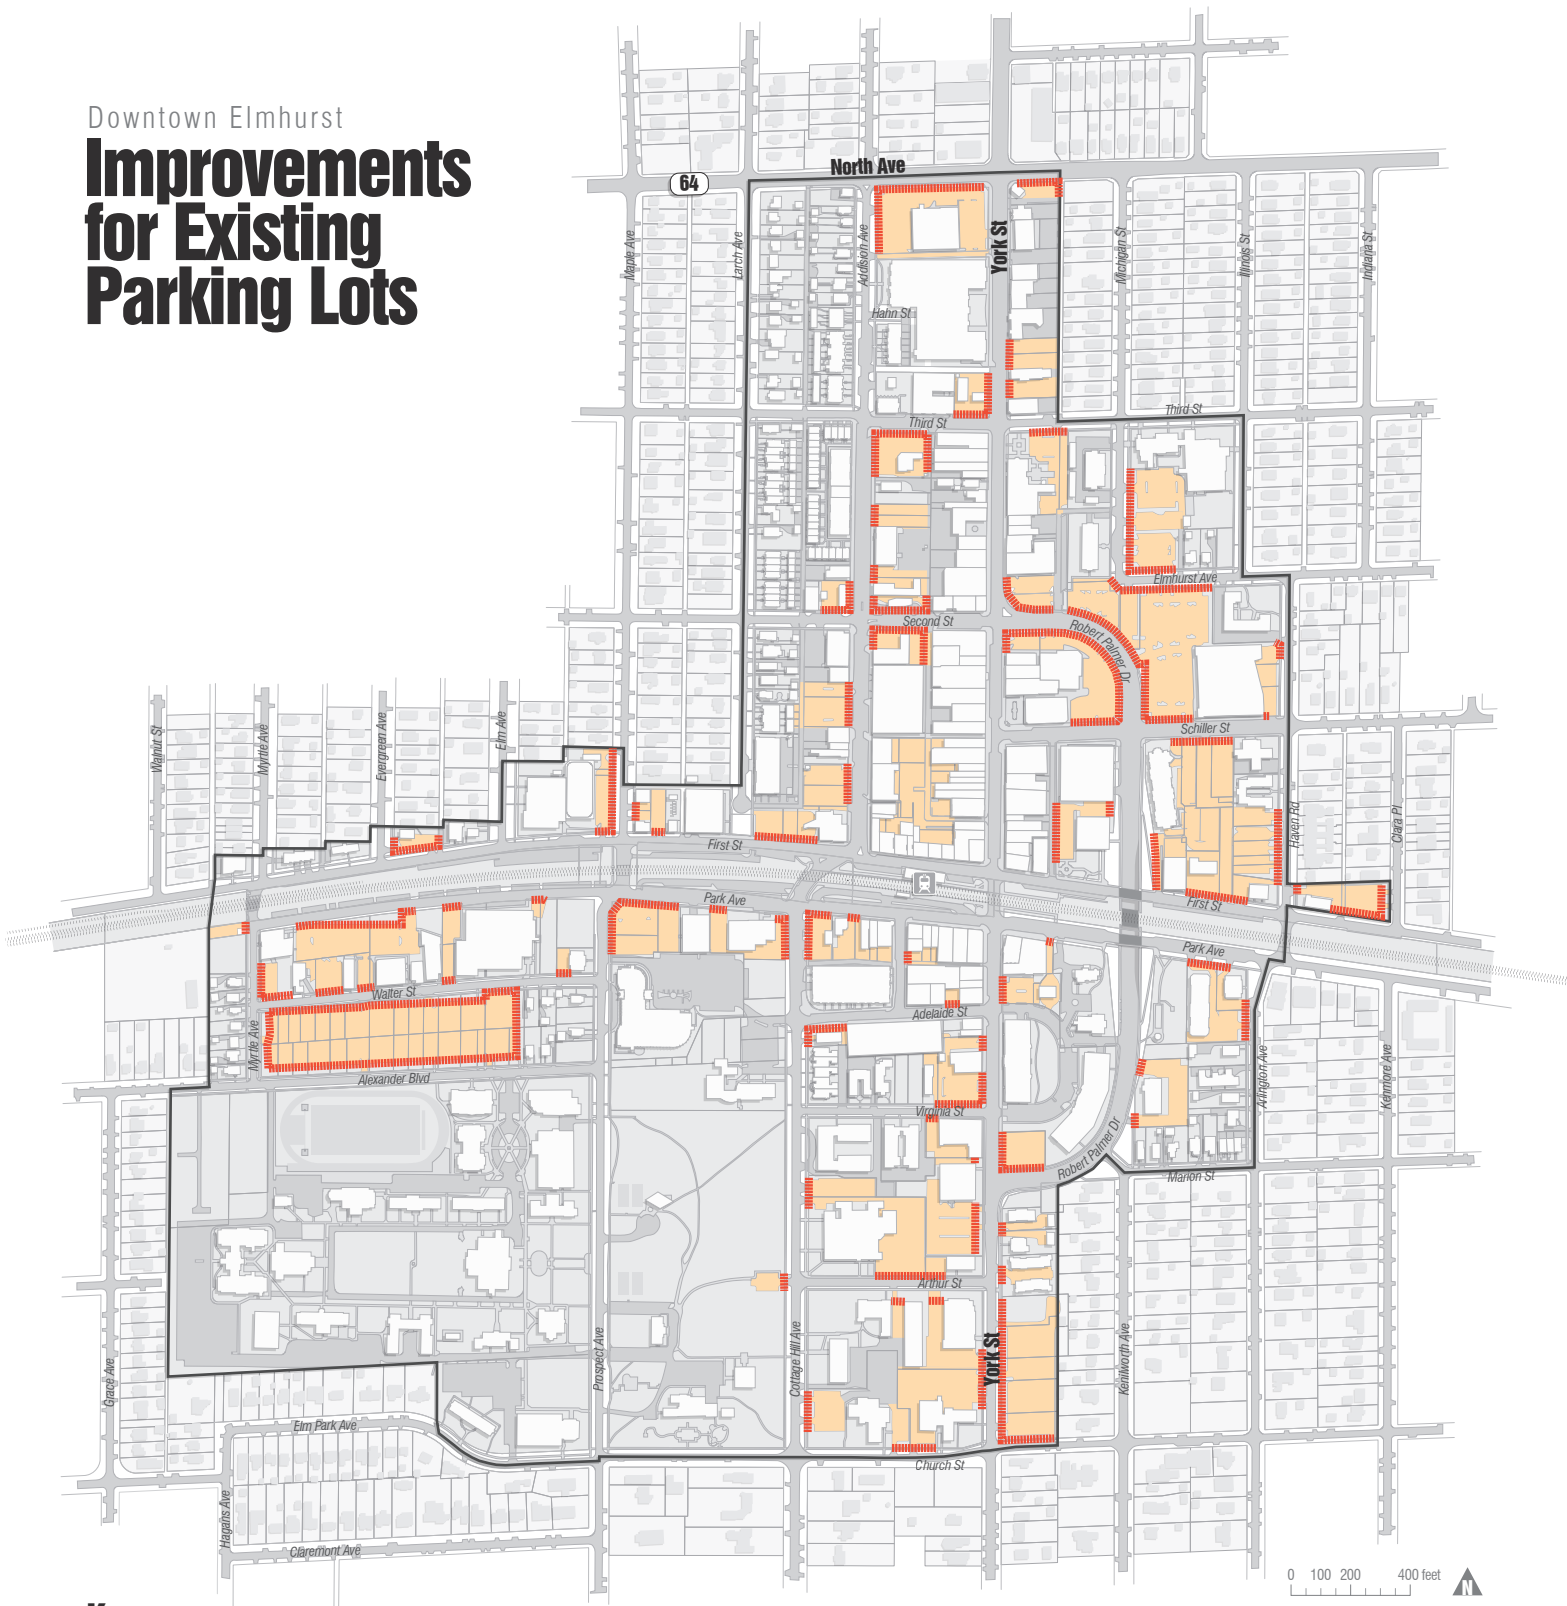 Downtown Elmhurst
Improvements
for Existing
Parking Lots
64
North Ave
Maple Ave
Larch Ave
Addision Ave
York St
Michigan St
Illinois St
Indiana St
Hahn St
Third St
Third St
Elmhurst Ave
Second St
Robert Palmer Dr
Schiller St
Walnut St
Myrtle Ave
Evergreen Ave
Elm Ave
Haven Rd
Clara Pl
First St
First St
Park Ave
Park Ave
Walter St
Adelaide St
Myrtle Ave
Alexander Blvd
Arlington Ave
Kenmore Ave
Virginia St
Robert Palmer Dr
Marion St
Arthur St
Grace Ave
Prospect Ave
Cottage Hill Ave
York St
Kenilworth Ave
Elm Park Ave
Church St
Hagans Ave
Claremont Ave
0 100 200 400 feet
N